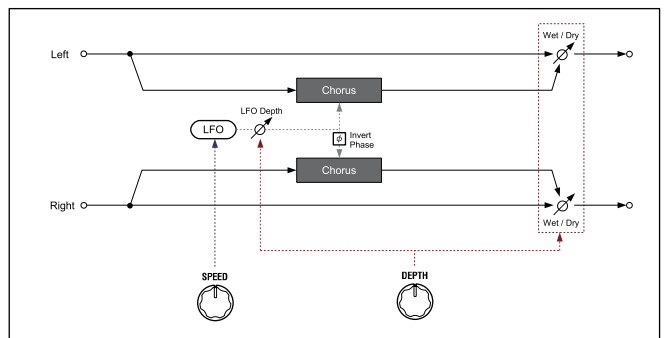 Wet / Dry
Left
Chorus
LFO Depth
LFO
ϕ Invert
Phase
Chorus
Right
Wet / Dry
SPEED
DEPTH